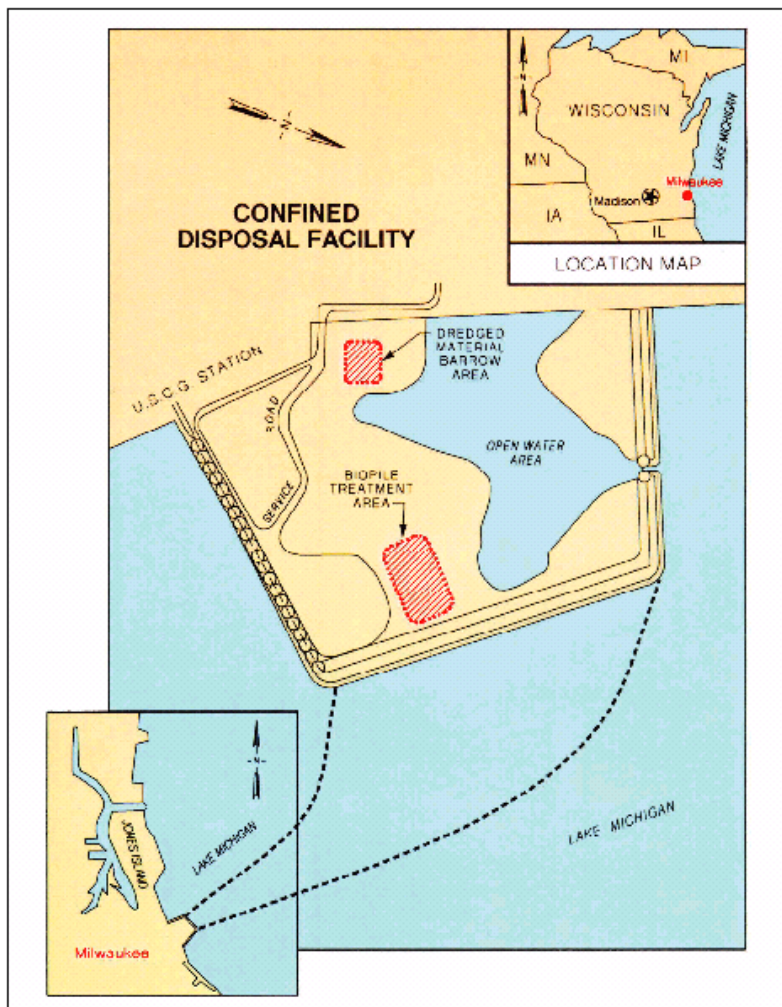 MI
WISCONSIN
LAKE MICHIGAN
MN
Milwaukee
Madison
IA
IL
LOCATION MAP
N
N
CONFINED
DISPOSAL FACILITY
DREDGED
MATERIAL
BARROW
AREA
U.S.C.G. STATION
SERVICE ROAD
OPEN WATER
AREA
BIOPILE
TREATMENT
AREA
N
JONES ISLAND
LAKE MICHIGAN
LAKE MICHIGAN
Milwaukee